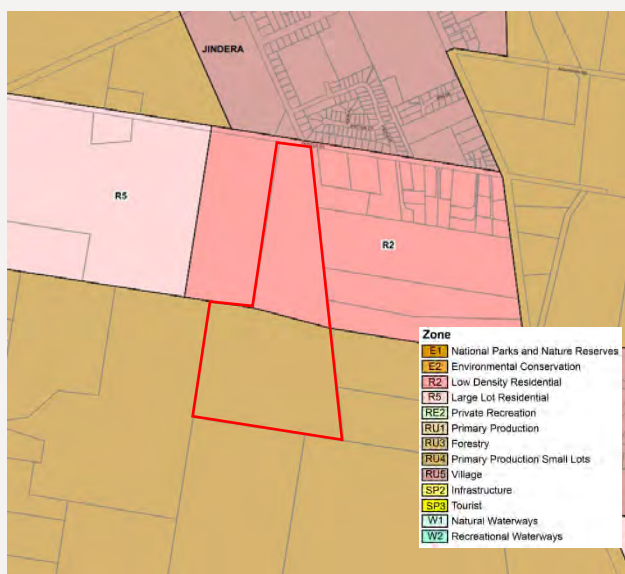 JINDERA
R5
R2
Zone
E1 National Parks and Nature Reserves
E2 Environmental Conservation
R2 Low Density Residential
R5 Large Lot Residential
RE2 Private Recreation
RU1 Primary Production
RU3 Forestry
RU4 Primary Production Small Lots
RU5 Village
SP2 Infrastructure
SP3 Tourist
W1 Natural Waterways
W2 Recreational Waterways